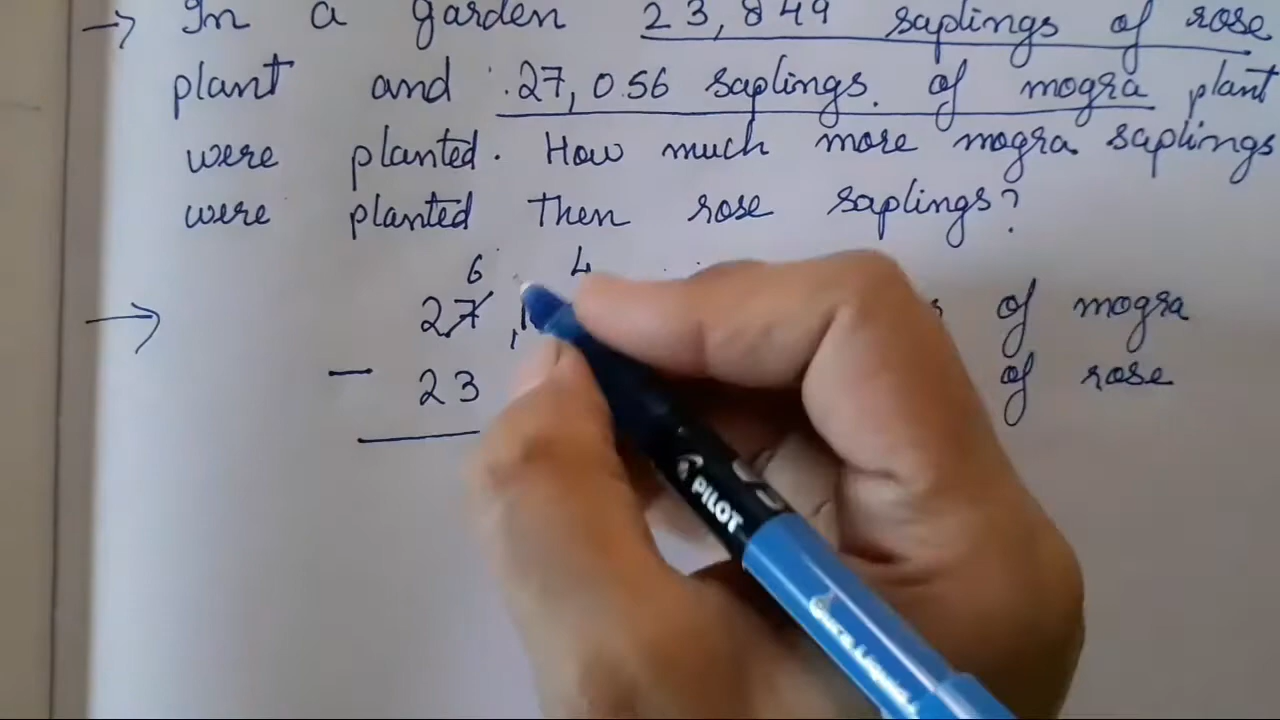 → In a garden 23,849 saplings of rose
plant and 27,056 saplings of mogra plant
were planted. How much more mogra saplings
were planted then rose saplings?
6 4
→ 27, of mogra
- 23 of rose
PILOT